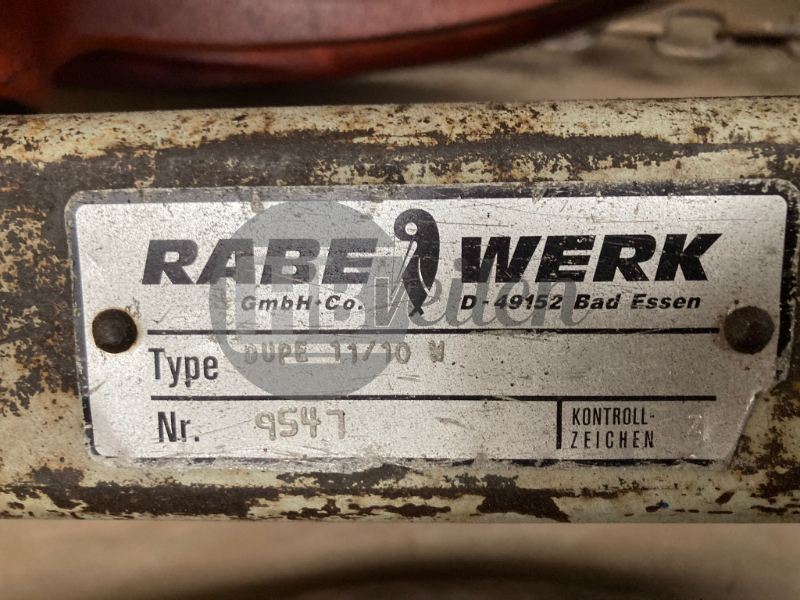 RABE WERK
GmbH+Co. D-49152 Bad Essen
Type DUPE 11/10 W
Nr. 9547
KONTROLL-
ZEICHEN